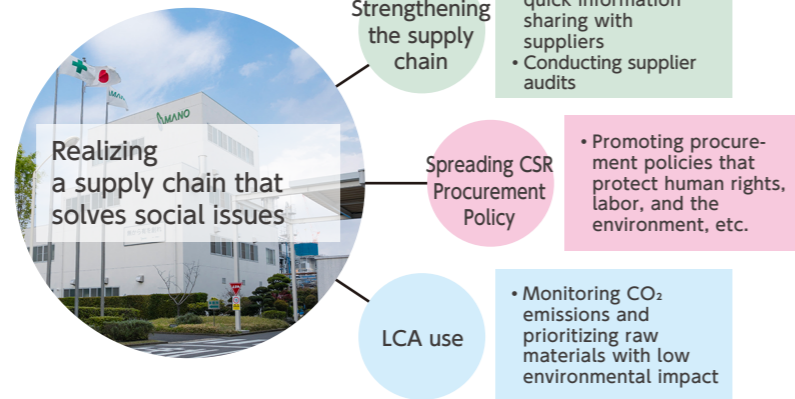 Strengthening
the supply
chain
quick information
sharing with
suppliers
• Conducting supplier
audits
AMANO
Realizing
a supply chain that
solves social issues
Spreading CSR
Procurement
Policy
• Promoting procure-
ment policies that
protect human rights,
labor, and the
environment, etc.
LCA use
• Monitoring CO₂
emissions and
prioritizing raw
materials with low
environmental impact